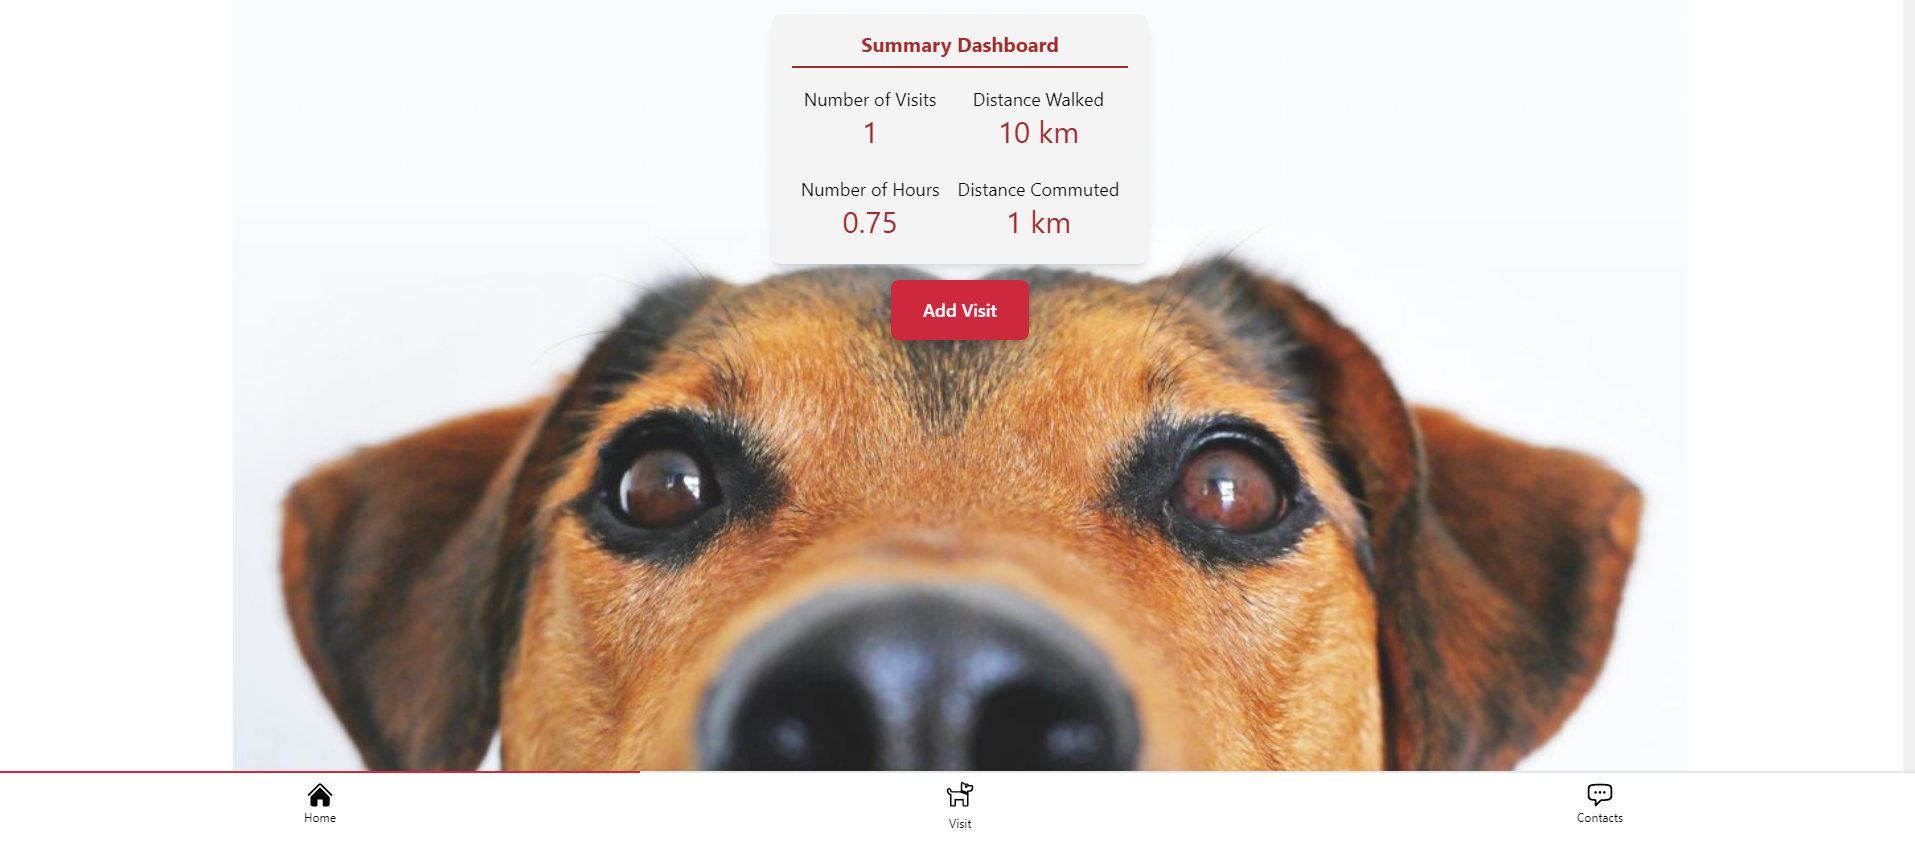 Summary Dashboard
Number of Visits
1
Distance Walked
10 km
Number of Hours
0.75
Distance Commuted
1 km
Add Visit
Home
Visit
Contacts